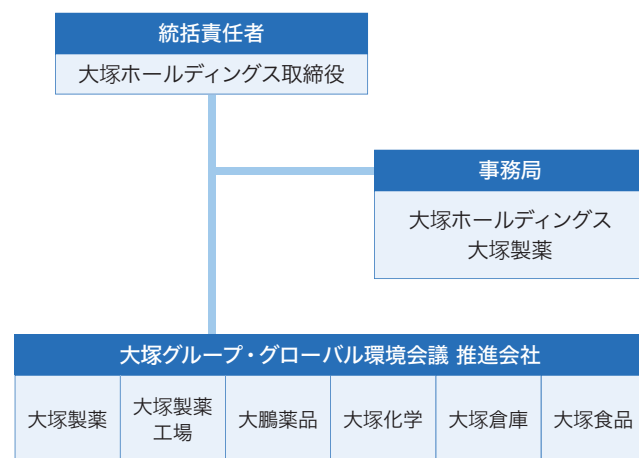 統括責任者
大塚ホールディングス取締役
事務局
大塚ホールディングス
大塚製薬
大塚グループ・グローバル環境会議 推進会社
大塚製薬
大塚製薬
工場
大鵬薬品
大塚化学
大塚倉庫
大塚食品